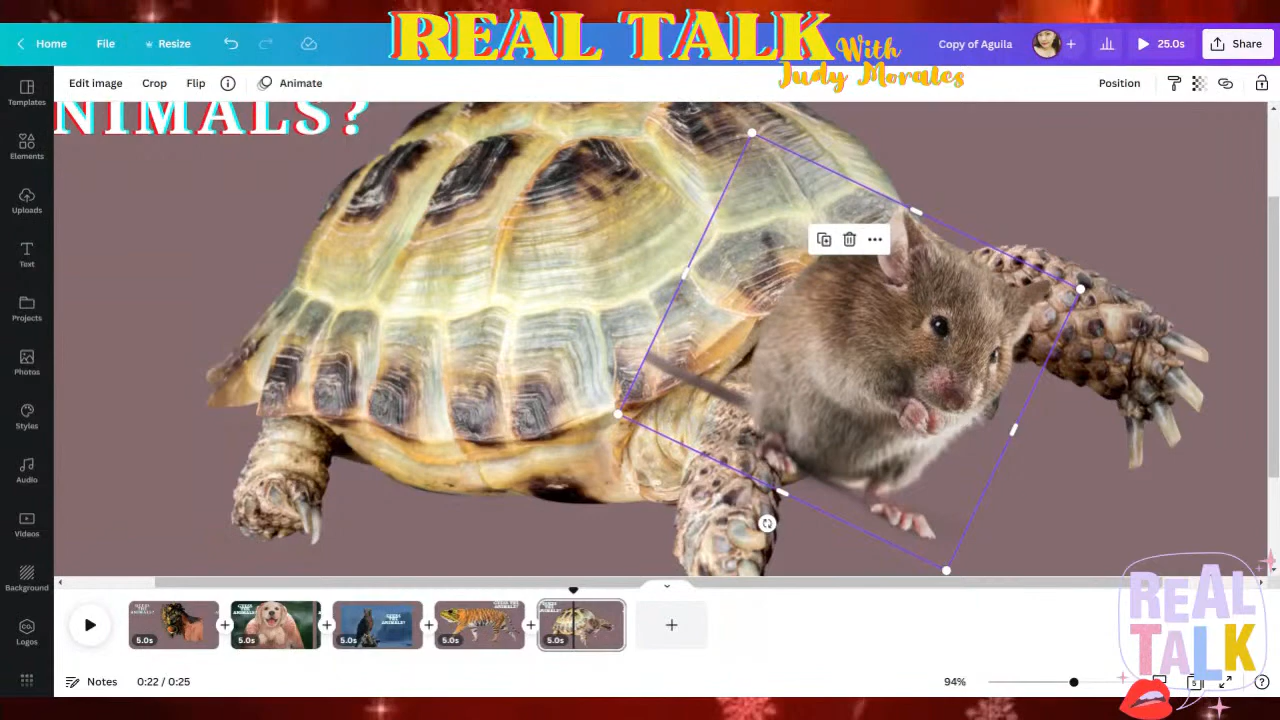 REAL TALK
With
Judy Morales
Home
File
Resize
Copy of Aguila
25.0s
Share
Edit image
Crop
Flip
Animate
Position
NIMALS?
Templates
Elements
Uploads
Text
Projects
Photos
Styles
Audio
Videos
Background
Logos
5.0s
5.0s
5.0s
5.0s
5.0s
Notes
0:22 / 0:25
94%
5
REAL
TALK